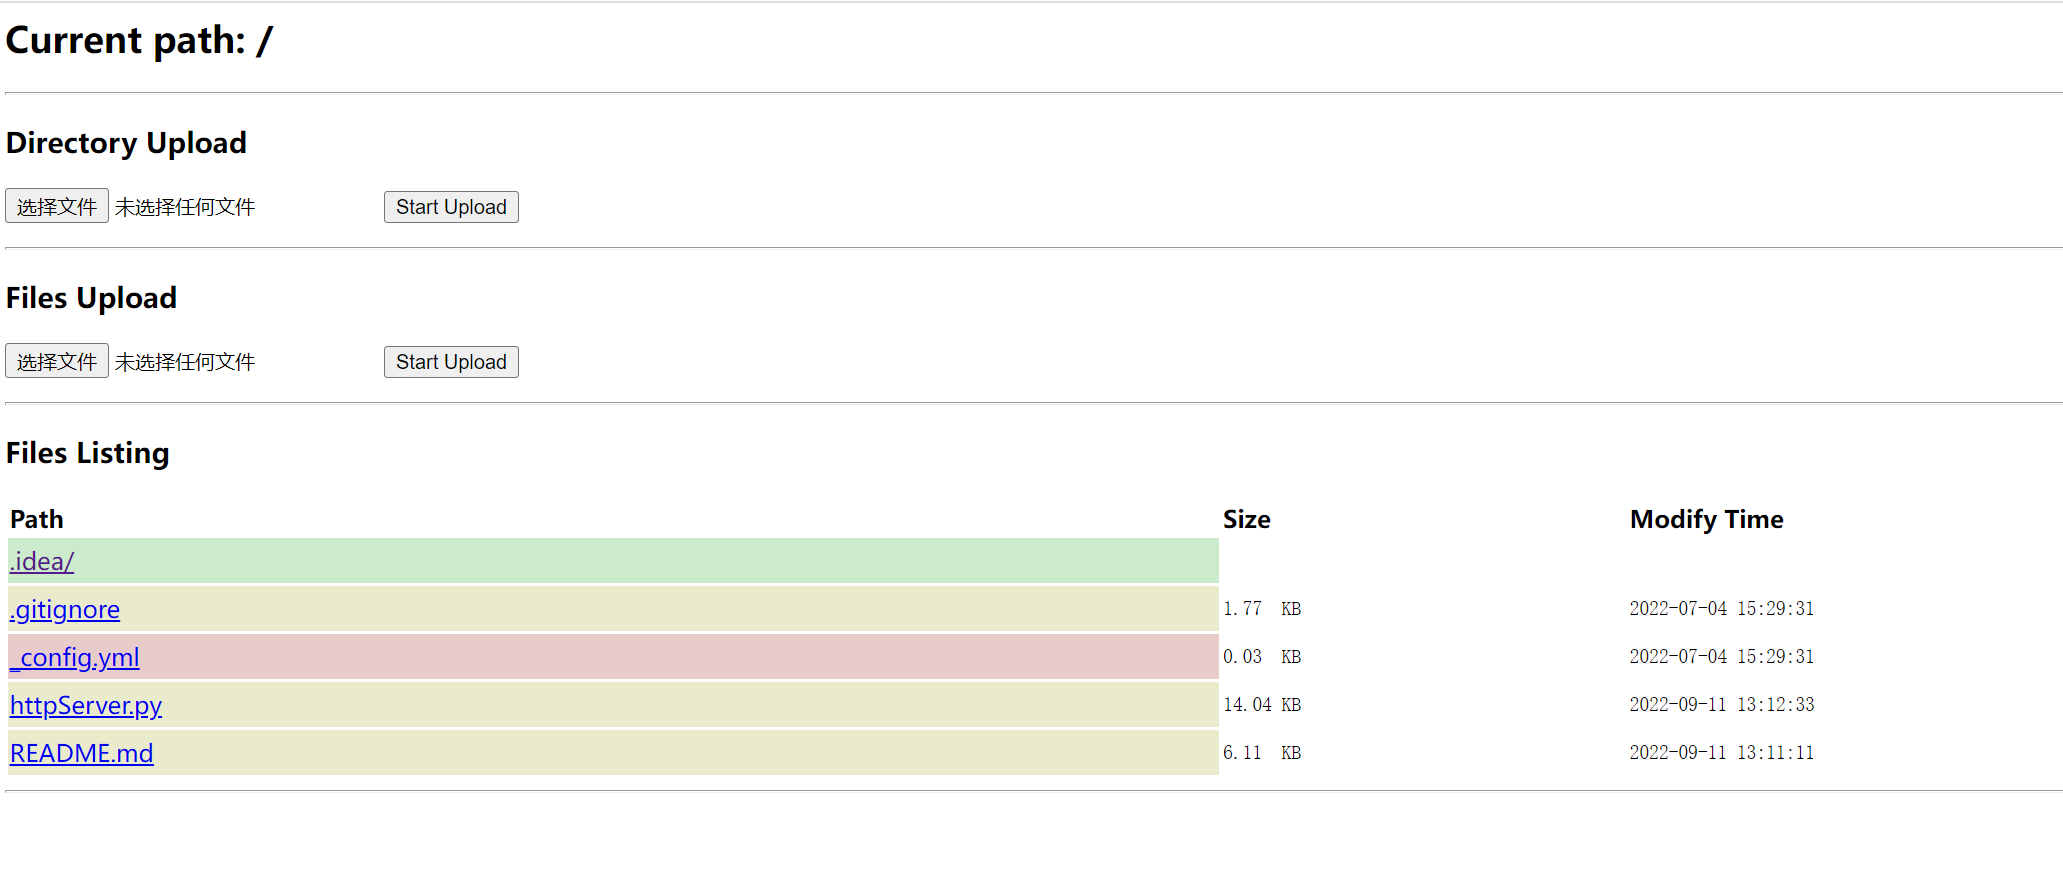 Current path: /
Directory Upload
选择文件 未选择任何文件 Start Upload
Files Upload
选择文件 未选择任何文件 Start Upload
Files Listing
Path Size Modify Time
.idea/
.gitignore 1.77 KB 2022-07-04 15:29:31
_config.yml 0.03 KB 2022-07-04 15:29:31
httpServer.py 14.04 KB 2022-09-11 13:12:33
README.md 6.11 KB 2022-09-11 13:11:11